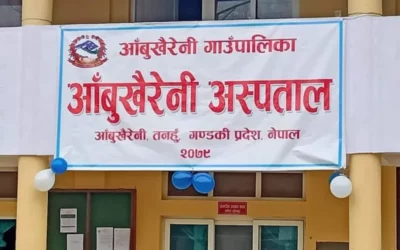 आँबुखैरेनी गाउँपालिका
आँबुखैरेनी अस्पताल
आँबुखैरेनी, तनहुँ, गण्डकी प्रदेश, नेपाल
२०७९